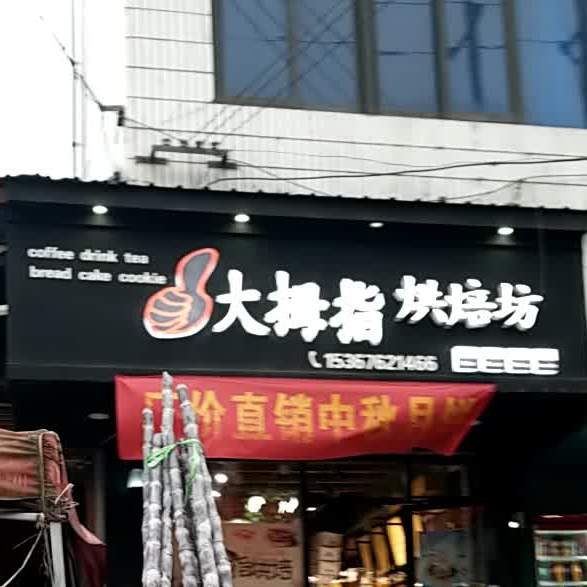 coffee drink tea
bread cake cookie
大拇指 烘焙坊
15367621466
价直销中秋月饼